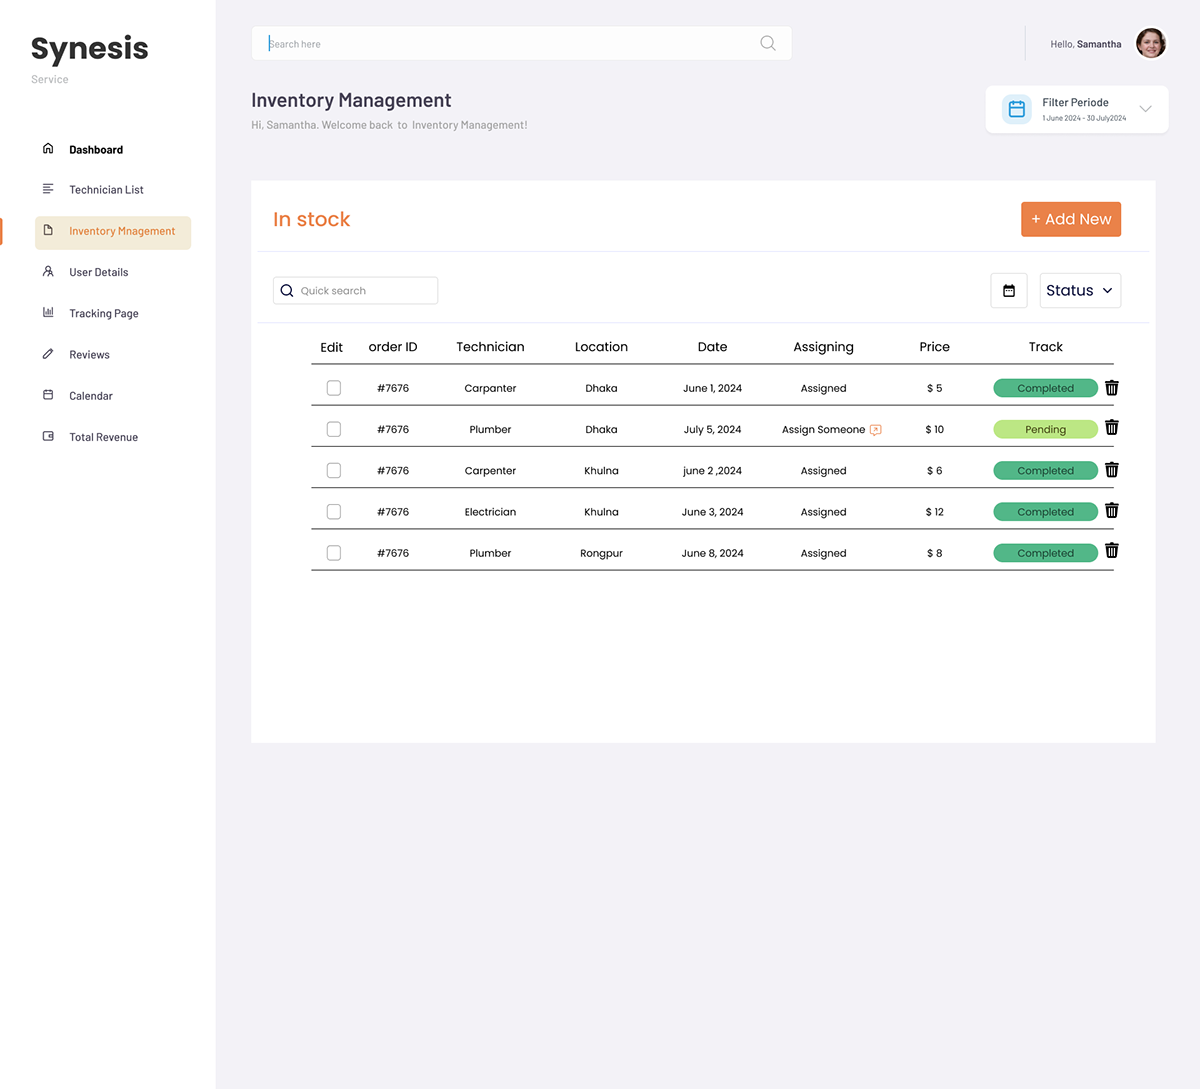 Synesis
Service
Search here
Hello, Samantha
Inventory Management
Hi, Samantha. Welcome back to Inventory Management!
Filter Periode
1 June 2024 - 30 July2024
Dashboard
Technician List
Inventory Mnagement
User Details
Tracking Page
Reviews
Calendar
Total Revenue
In stock
+ Add New
Quick search
Status
Edit order ID Technician Location Date Assigning Price Track
#7676 Carpanter Dhaka June 1, 2024 Assigned $ 5 Completed
#7676 Plumber Dhaka July 5, 2024 Assign Someone $ 10 Pending
#7676 Carpenter Khulna june 2 ,2024 Assigned $ 6 Completed
#7676 Electrician Khulna June 3, 2024 Assigned $ 12 Completed
#7676 Plumber Rongpur June 8, 2024 Assigned $ 8 Completed